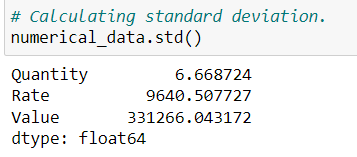 # Calculating standard deviation.
numerical_data.std()
Quantity 6.668724
Rate 9640.507727
Value 331266.043172
dtype: float64